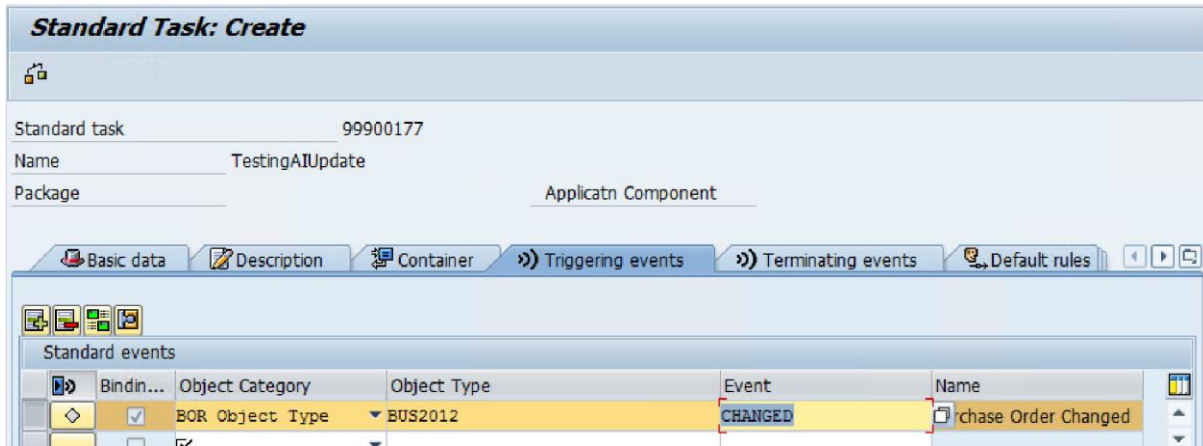 Standard Task: Create
Standard task 99900177
Name TestingAIUpdate
Package Applicatn Component
Basic data Description Container Triggering events Terminating events Default rules
Standard events
Bindin... Object Category Object Type Event Name
BOR Object Type BUS2012 CHANGED rchase Order Changed